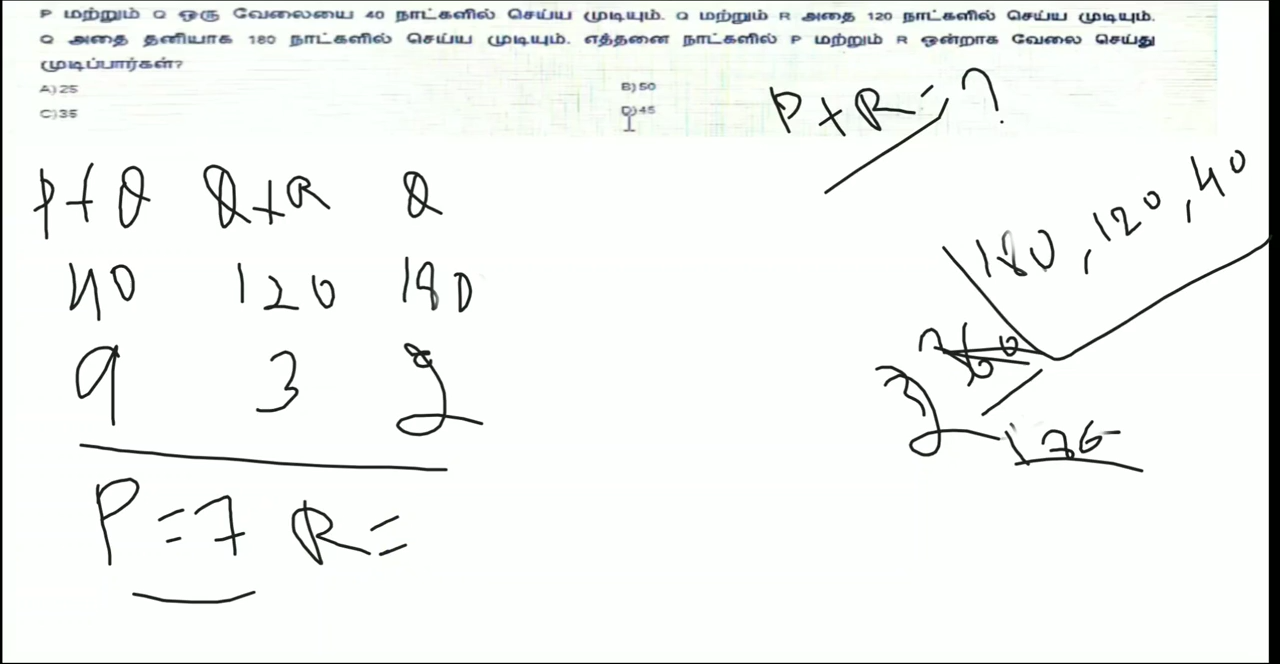 P மற்றும் Q ஒரு வேலையை 40 நாட்களில் செய்ய முடியும். Q மற்றும் R அதை 120 நாட்களில் செய்ய முடியும்.
Q அதை தனியாக 180 நாட்களில் செய்ய முடியும். எத்தனை நாட்களில் P மற்றும் R ஒன்றாக வேலை செய்து
முடிப்பார்கள்?
A) 25 B) 50
C) 35 D) 45
P + R = ?
P + Q Q + R Q
180, 120, 40
40 120 180
360
9 3 2
P = 7 R =